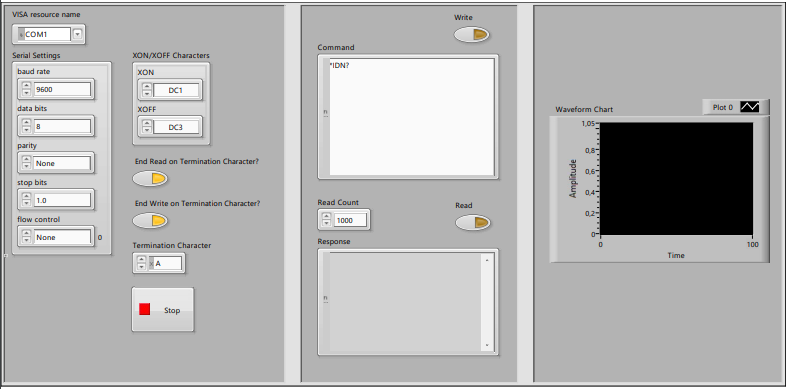 VISA resource name
COM1
Serial Settings
baud rate
9600
data bits
8
parity
None
stop bits
1.0
flow control
None
0
XON/XOFF Characters
XON
DC1
XOFF
DC3
End Read on Termination Character?
End Write on Termination Character?
Termination Character
x A
Stop
Write
Command
*IDN?
n
Read Count
1000
Read
Response
n
Waveform Chart
Plot 0
Amplitude
1,05
0,8
0,6
0,4
0,2
0
0
100
Time